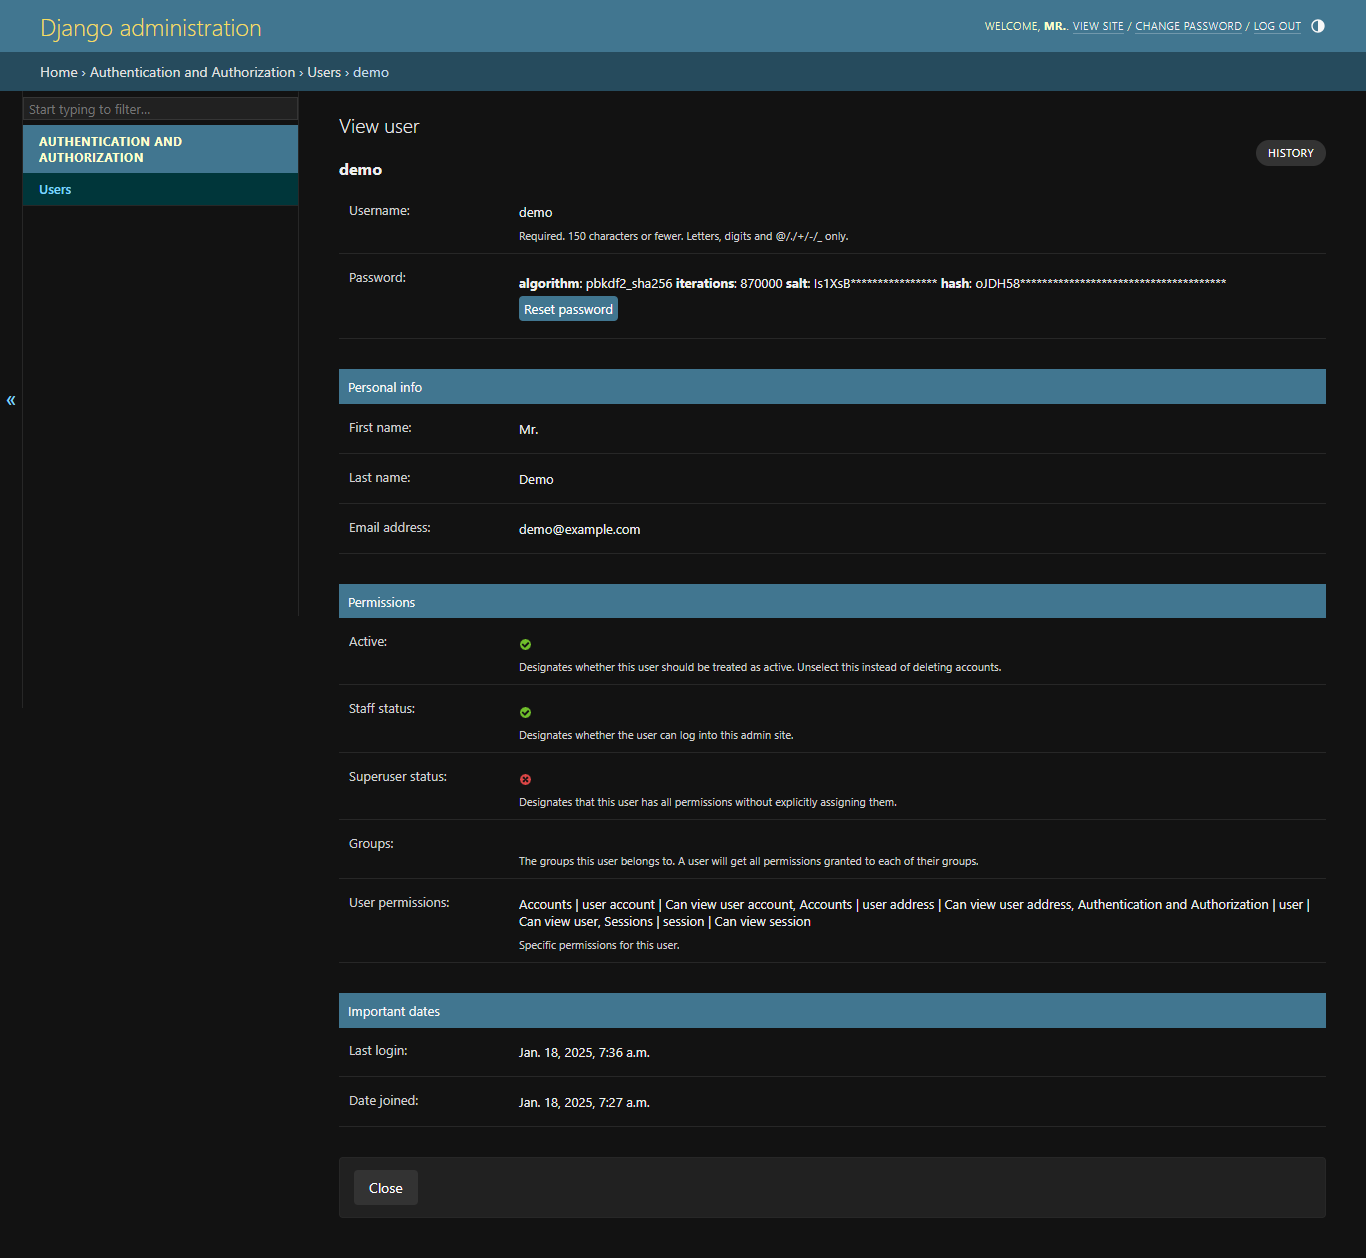 Django administration
WELCOME, MR.. VIEW SITE / CHANGE PASSWORD / LOG OUT
Home › Authentication and Authorization › Users › demo
Start typing to filter...
AUTHENTICATION AND
AUTHORIZATION
Users
«
View user
HISTORY
demo
Username:
demo
Required. 150 characters or fewer. Letters, digits and @/./+/-/_ only.
Password:
algorithm: pbkdf2_sha256 iterations: 870000 salt: Is1XsB**************** hash: oJDH58**************************************
Reset password
Personal info
First name:
Mr.
Last name:
Demo
Email address:
demo@example.com
Permissions
Active:
Designates whether this user should be treated as active. Unselect this instead of deleting accounts.
Staff status:
Designates whether the user can log into this admin site.
Superuser status:
Designates that this user has all permissions without explicitly assigning them.
Groups:
The groups this user belongs to. A user will get all permissions granted to each of their groups.
User permissions:
Accounts | user account | Can view user account, Accounts | user address | Can view user address, Authentication and Authorization | user |
Can view user, Sessions | session | Can view session
Specific permissions for this user.
Important dates
Last login:
Jan. 18, 2025, 7:36 a.m.
Date joined:
Jan. 18, 2025, 7:27 a.m.
Close